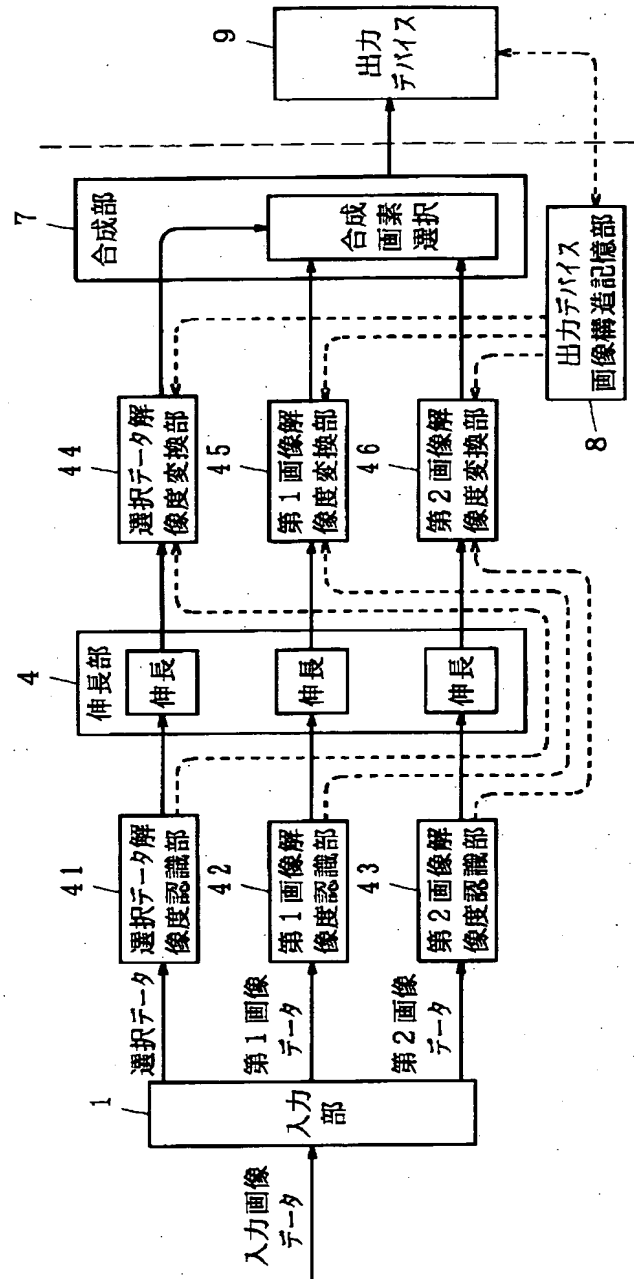 入力画像
データ
1
入力
部
選択データ
第1画像
データ
第2画像
データ
41
選択データ解
像度認識部
42
第1画像解
像度認識部
43
第2画像解
像度認識部
4
伸長部
伸長
伸長
伸長
44
選択データ解
像度変換部
45
第1画像解
像度変換部
46
第2画像解
像度変換部
7
合成部
合成
画素
選択
出力デバイス
画像構造記憶部
8
9
出力
デバイス